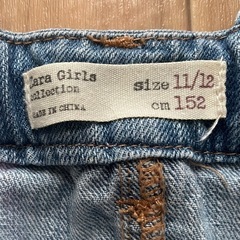 Zara Girls size 11/12
collection cm 152
MADE IN CHINA